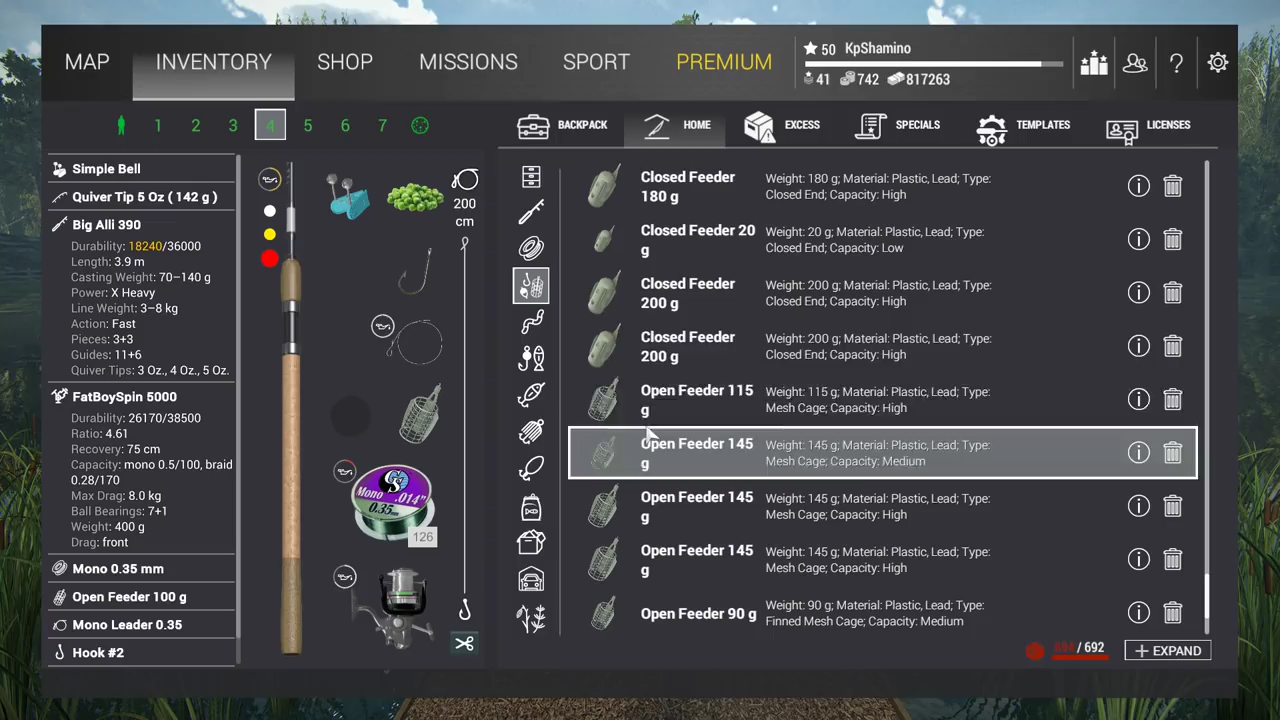 MAP
INVENTORY
SHOP
MISSIONS
SPORT
PREMIUM
50 KpShamino
41 742 817263
1 2 3 4 5 6 7
BACKPACK
HOME
EXCESS
SPECIALS
TEMPLATES
LICENSES
Simple Bell
Quiver Tip 5 Oz ( 142 g )
Big Alli 390
Durability: 18240/36000
Length: 3.9 m
Casting Weight: 70–140 g
Power: X Heavy
Line Weight: 3–8 kg
Action: Fast
Pieces: 3+3
Guides: 11+6
Quiver Tips: 3 Oz., 4 Oz., 5 Oz.
FatBoySpin 5000
Durability: 26170/38500
Ratio: 4.61
Recovery: 75 cm
Capacity: mono 0.5/100, braid
0.28/170
Max Drag: 8.0 kg
Ball Bearings: 7+1
Weight: 400 g
Drag: front
Mono 0.35 mm
Open Feeder 100 g
Mono Leader 0.35
Hook #2
200
cm
Mono .014"
0.35
126
Closed Feeder
180 g
Weight: 180 g; Material: Plastic, Lead; Type:
Closed End; Capacity: High
Closed Feeder 20
g
Weight: 20 g; Material: Plastic, Lead; Type:
Closed End; Capacity: Low
Closed Feeder
200 g
Weight: 200 g; Material: Plastic, Lead; Type:
Closed End; Capacity: High
Closed Feeder
200 g
Weight: 200 g; Material: Plastic, Lead; Type:
Closed End; Capacity: High
Open Feeder 115
g
Weight: 115 g; Material: Plastic, Lead; Type:
Mesh Cage; Capacity: High
Open Feeder 145
g
Weight: 145 g; Material: Plastic, Lead; Type:
Mesh Cage; Capacity: Medium
Open Feeder 145
g
Weight: 145 g; Material: Plastic, Lead; Type:
Mesh Cage; Capacity: High
Open Feeder 145
g
Weight: 145 g; Material: Plastic, Lead; Type:
Mesh Cage; Capacity: High
Open Feeder 90 g
Weight: 90 g; Material: Plastic, Lead; Type:
Finned Mesh Cage; Capacity: Medium
684 / 692
+ EXPAND